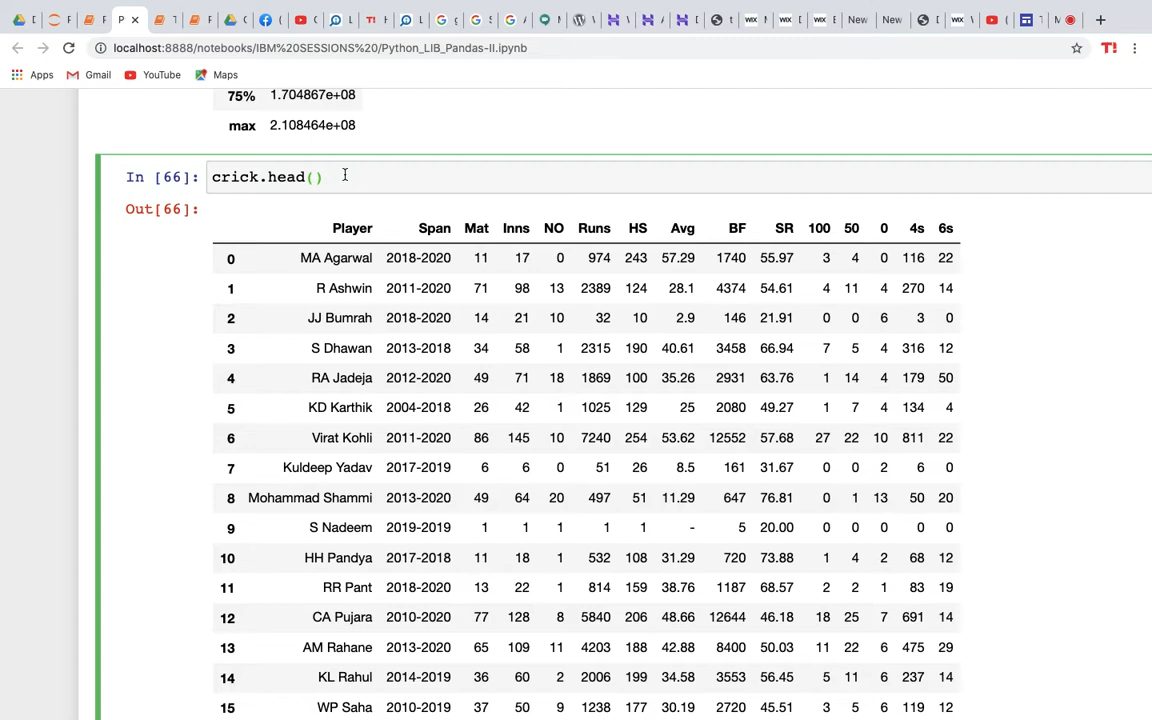 localhost:8888/notebooks/IBM%20SESSIONS%20/Python_LIB_Pandas-II.ipynb
Apps Gmail YouTube Maps
75% 1.704867e+08
max 2.108464e+08
In [66]: crick.head()
Out[66]:
Player Span Mat Inns NO Runs HS Avg BF SR 100 50 0 4s 6s
0 MA Agarwal 2018-2020 11 17 0 974 243 57.29 1740 55.97 3 4 0 116 22
1 R Ashwin 2011-2020 71 98 13 2389 124 28.1 4374 54.61 4 11 4 270 14
2 JJ Bumrah 2018-2020 14 21 10 32 10 2.9 146 21.91 0 0 6 3 0
3 S Dhawan 2013-2018 34 58 1 2315 190 40.61 3458 66.94 7 5 4 316 12
4 RA Jadeja 2012-2020 49 71 18 1869 100 35.26 2931 63.76 1 14 4 179 50
5 KD Karthik 2004-2018 26 42 1 1025 129 25 2080 49.27 1 7 4 134 4
6 Virat Kohli 2011-2020 86 145 10 7240 254 53.62 12552 57.68 27 22 10 811 22
7 Kuldeep Yadav 2017-2019 6 6 0 51 26 8.5 161 31.67 0 0 2 6 0
8 Mohammad Shammi 2013-2020 49 64 20 497 51 11.29 647 76.81 0 1 13 50 20
9 S Nadeem 2019-2019 1 1 1 1 1 - 5 20.00 0 0 0 0 0
10 HH Pandya 2017-2018 11 18 1 532 108 31.29 720 73.88 1 4 2 68 12
11 RR Pant 2018-2020 13 22 1 814 159 38.76 1187 68.57 2 2 1 83 19
12 CA Pujara 2010-2020 77 128 8 5840 206 48.66 12644 46.18 18 25 7 691 14
13 AM Rahane 2013-2020 65 109 11 4203 188 42.88 8400 50.03 11 22 6 475 29
14 KL Rahul 2014-2019 36 60 2 2006 199 34.58 3553 56.45 5 11 6 237 14
15 WP Saha 2010-2019 37 50 9 1238 177 30.19 2720 45.51 3 5 6 119 12